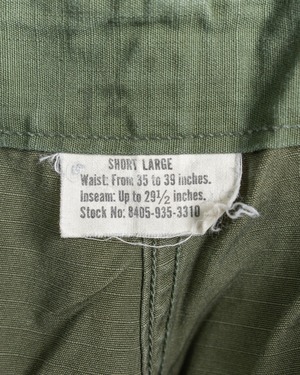 SHORT LARGE
Waist: From 35 to 39 inches.
Inseam: Up to 29½ inches.
Stock No: 8405-935-3310